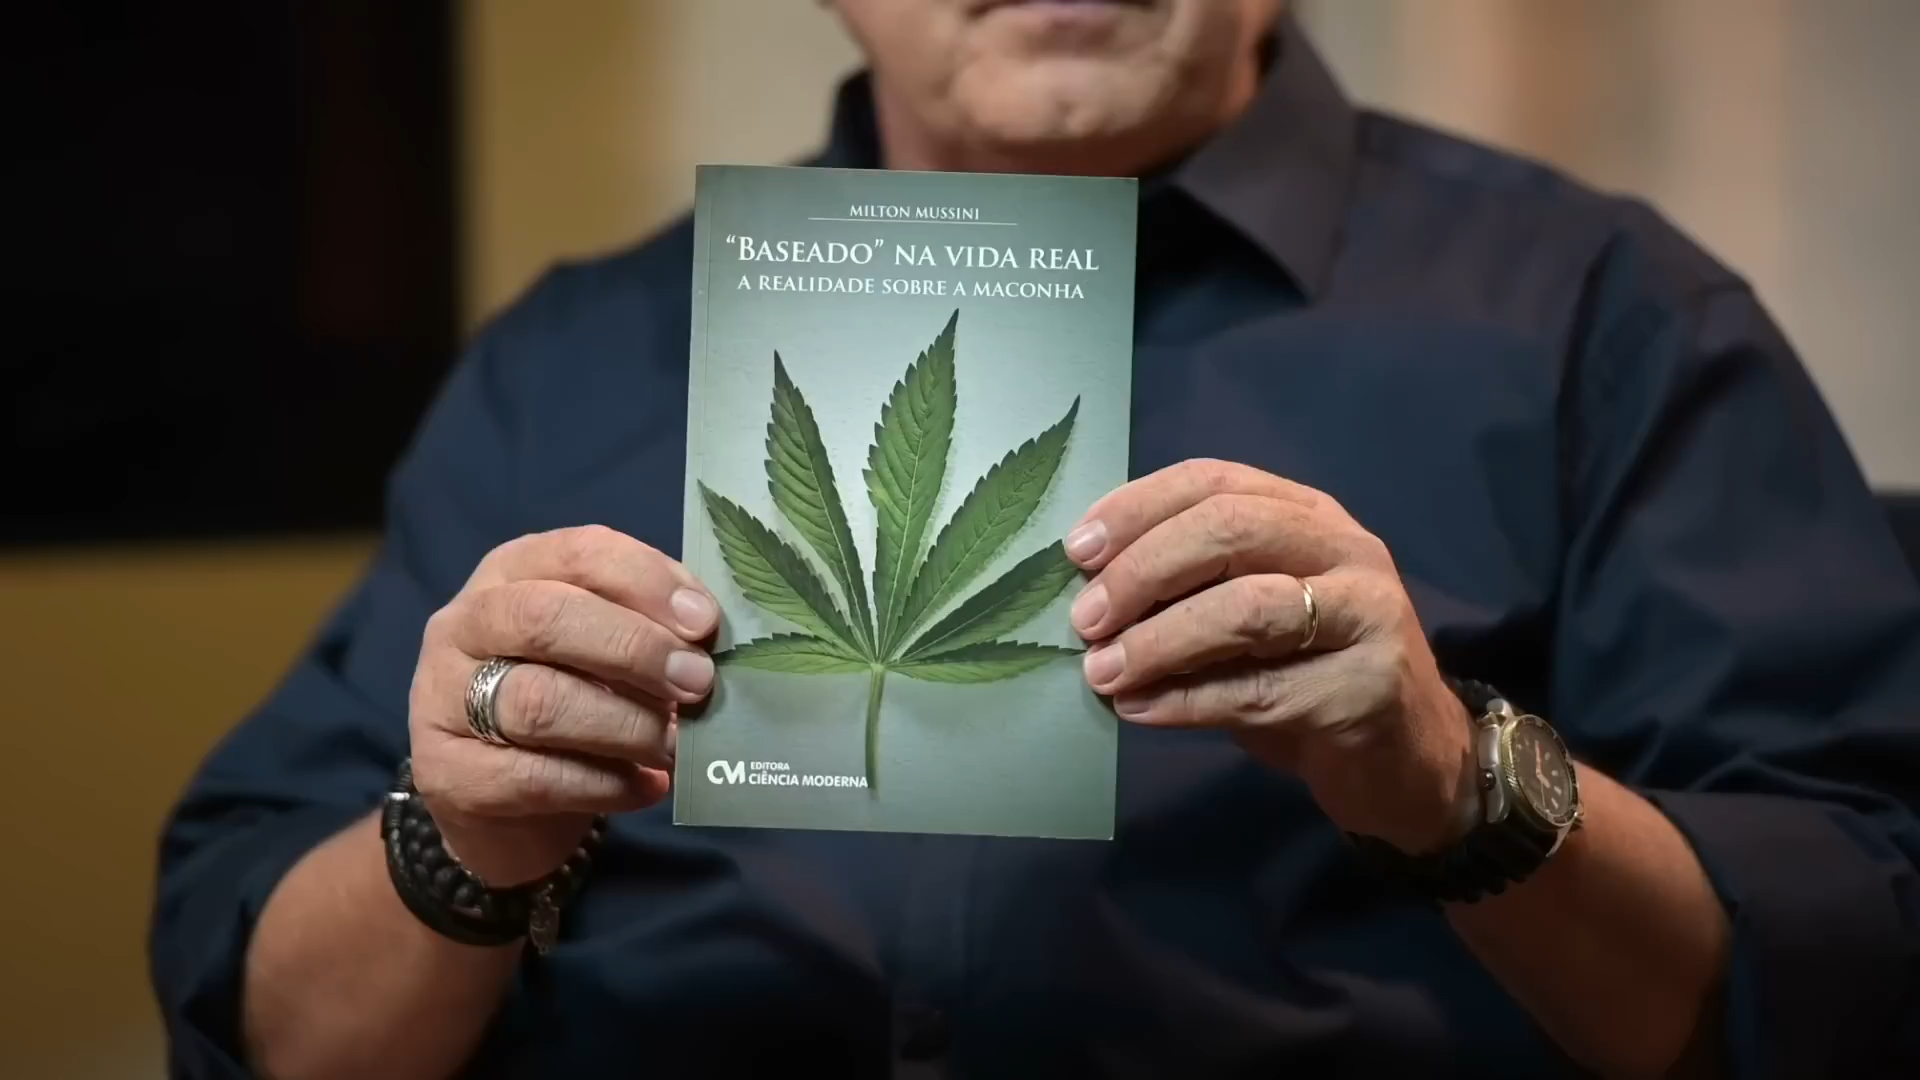 MILTON MUSSINI
“BASEADO” NA VIDA REAL
A REALIDADE SOBRE A MACONHA
CM EDITORA
CIÊNCIA MODERNA